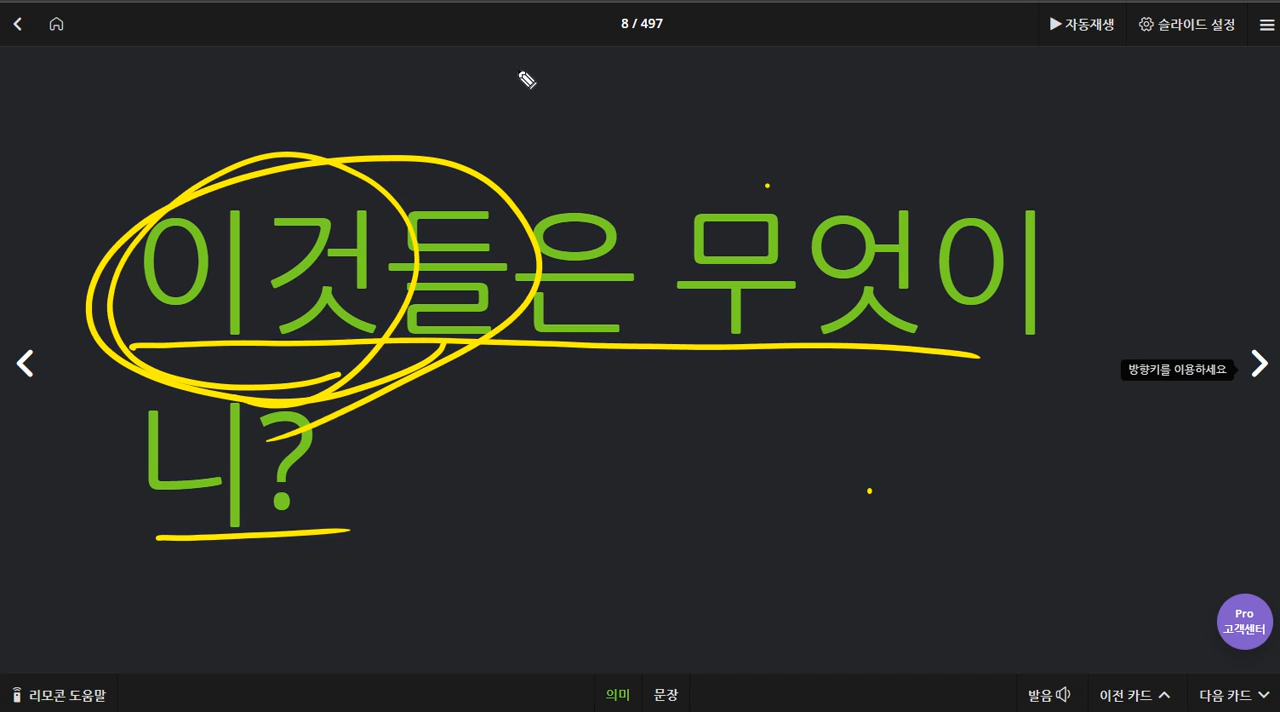 8 / 497
자동재생
슬라이드 설정
이것들은 무엇이
니?
방향키를 이용하세요
Pro
고객센터
리모콘 도움말
의미
문장
발음
이전 카드
다음 카드